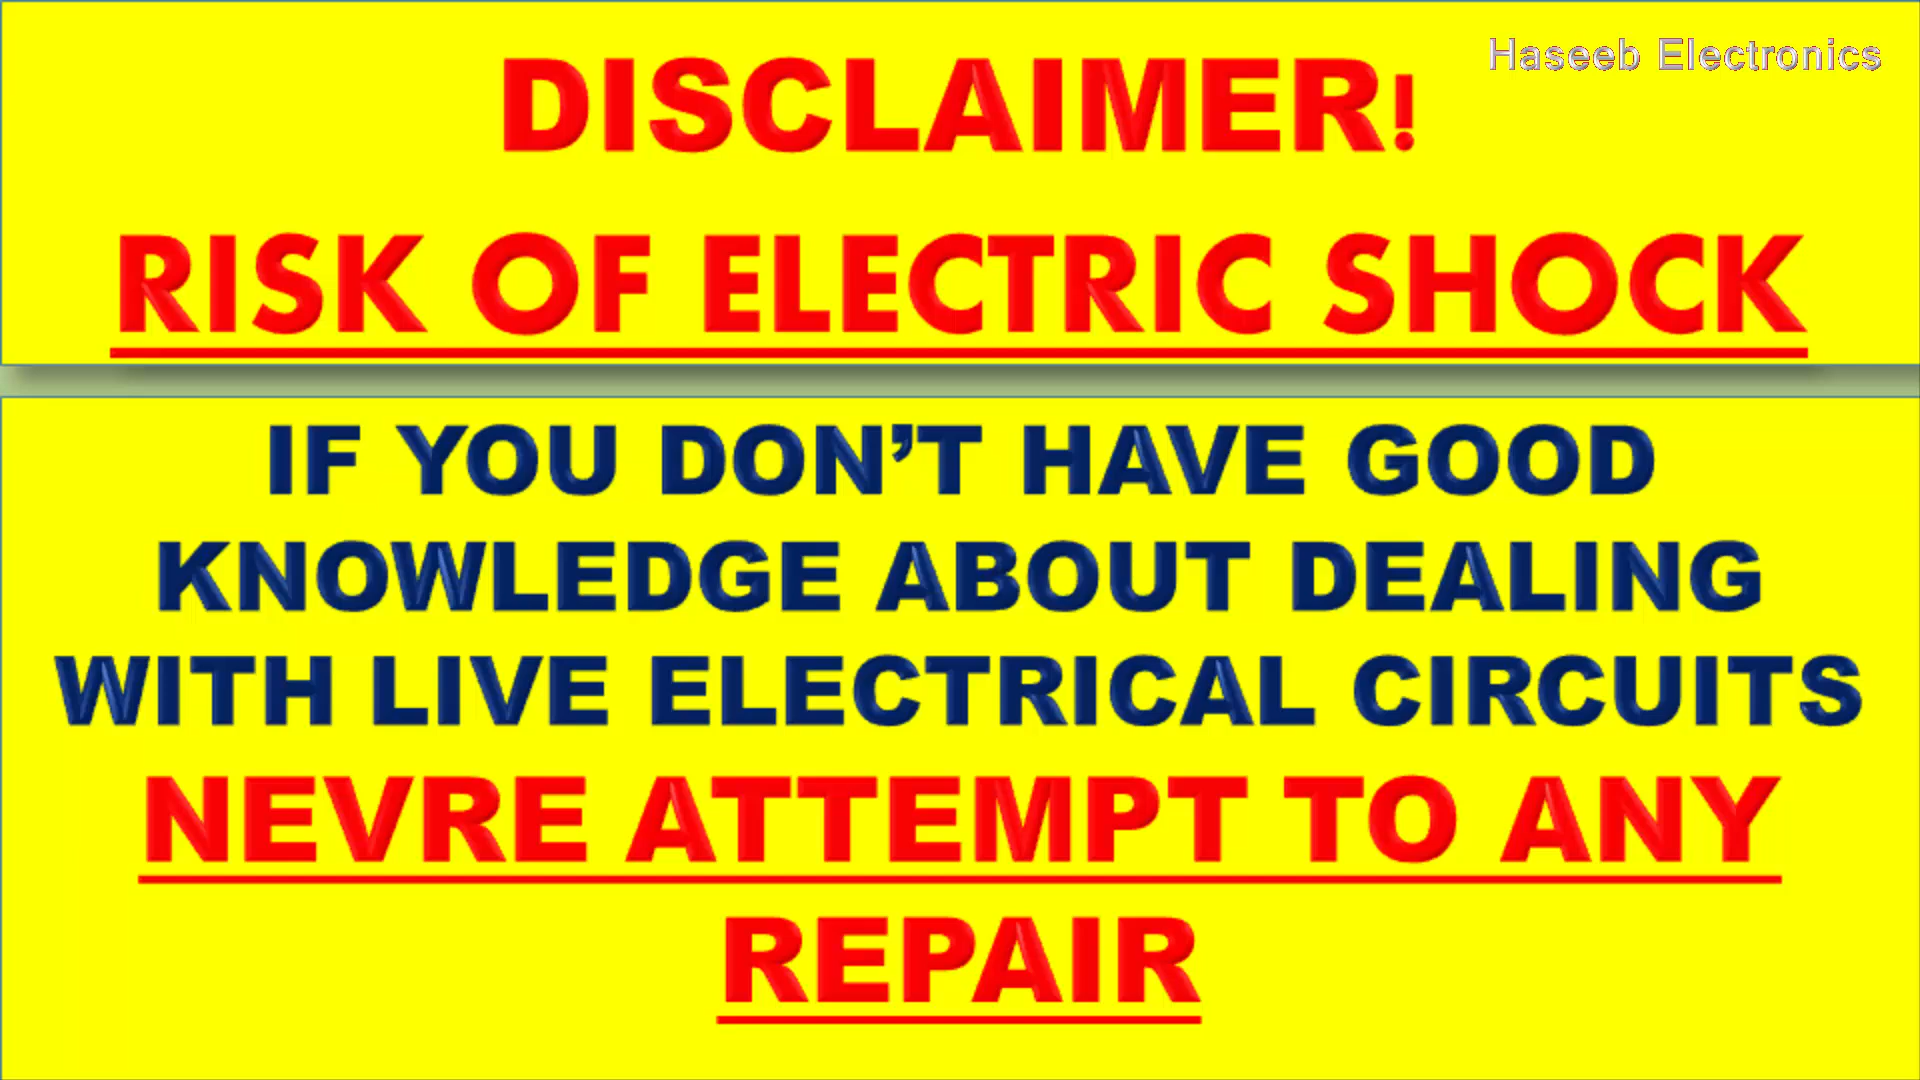 Haseeb Electronics
DISCLAIMER!
RISK OF ELECTRIC SHOCK
IF YOU DON’T HAVE GOOD
KNOWLEDGE ABOUT DEALING
WITH LIVE ELECTRICAL CIRCUITS
NEVRE ATTEMPT TO ANY
REPAIR